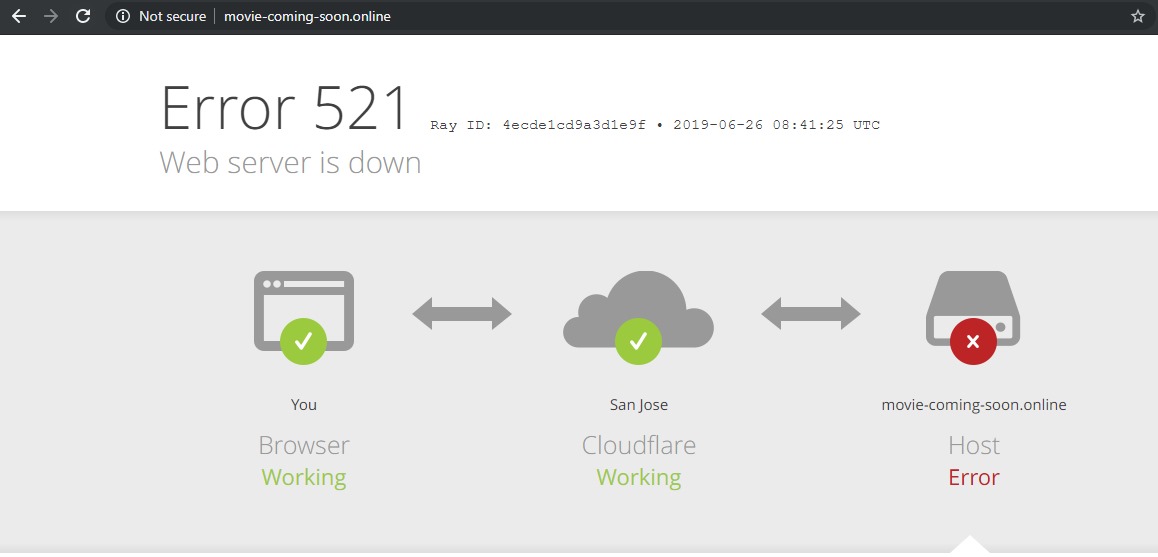 Not secure movie-coming-soon.online
Error 521 Ray ID: 4ecde1cd9a3d1e9f • 2019-06-26 08:41:25 UTC
Web server is down
You San Jose movie-coming-soon.online
Browser Cloudflare Host
Working Working Error